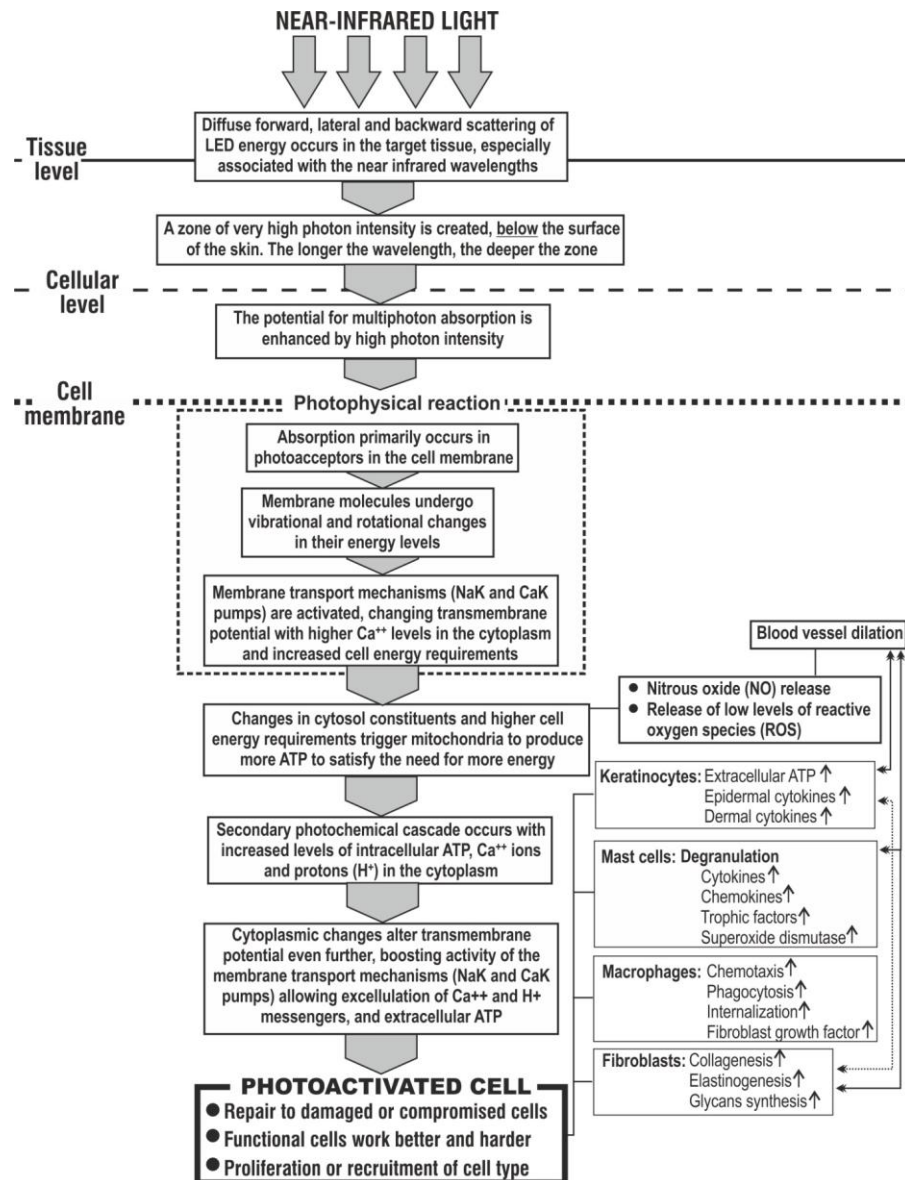 NEAR-INFRARED LIGHT
Diffuse forward, lateral and backward scattering of
LED energy occurs in the target tissue, especially
associated with the near infrared wavelengths
Tissue
level
A zone of very high photon intensity is created, below the surface
of the skin. The longer the wavelength, the deeper the zone
Cellular
level
The potential for multiphoton absorption is
enhanced by high photon intensity
Cell
membrane
Photophysical reaction
Absorption primarily occurs in
photoacceptors in the cell membrane
Membrane molecules undergo
vibrational and rotational changes
in their energy levels
Membrane transport mechanisms (NaK and CaK
pumps) are activated, changing transmembrane
potential with higher Ca⁺⁺ levels in the cytoplasm
and increased cell energy requirements
Blood vessel dilation
● Nitrous oxide (NO) release
● Release of low levels of reactive
oxygen species (ROS)
Changes in cytosol constituents and higher cell
energy requirements trigger mitochondria to produce
more ATP to satisfy the need for more energy
Keratinocytes: Extracellular ATP ↑
Epidermal cytokines ↑
Dermal cytokines ↑
Secondary photochemical cascade occurs with
increased levels of intracellular ATP, Ca⁺⁺ ions
and protons (H⁺) in the cytoplasm
Mast cells: Degranulation
Cytokines ↑
Chemokines ↑
Trophic factors ↑
Superoxide dismutase ↑
Cytoplasmic changes alter transmembrane
potential even further, boosting activity of the
membrane transport mechanisms (NaK and CaK
pumps) allowing excellulation of Ca++ and H+
messengers, and extracellular ATP
Macrophages: Chemotaxis ↑
Phagocytosis ↑
Internalization ↑
Fibroblast growth factor ↑
Fibroblasts: Collagenesis ↑
Elastinogenesis ↑
Glycans synthesis ↑
PHOTOACTIVATED CELL
● Repair to damaged or compromised cells
● Functional cells work better and harder
● Proliferation or recruitment of cell type